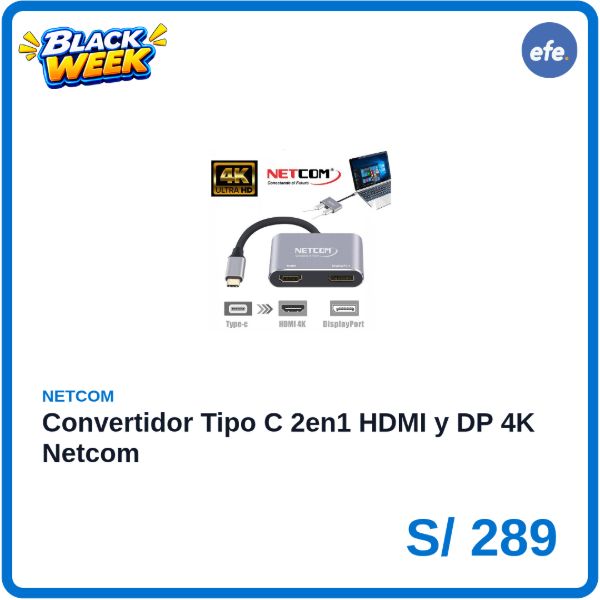 BLACK
WEEK
efe.
4K
ULTRA HD
NETCOM®
Conectando el Futuro
NETCOM
HDMI
Type-c
HDMI 4K
DisplayPort
NETCOM
Convertidor Tipo C 2en1 HDMI y DP 4K
Netcom
S/ 289